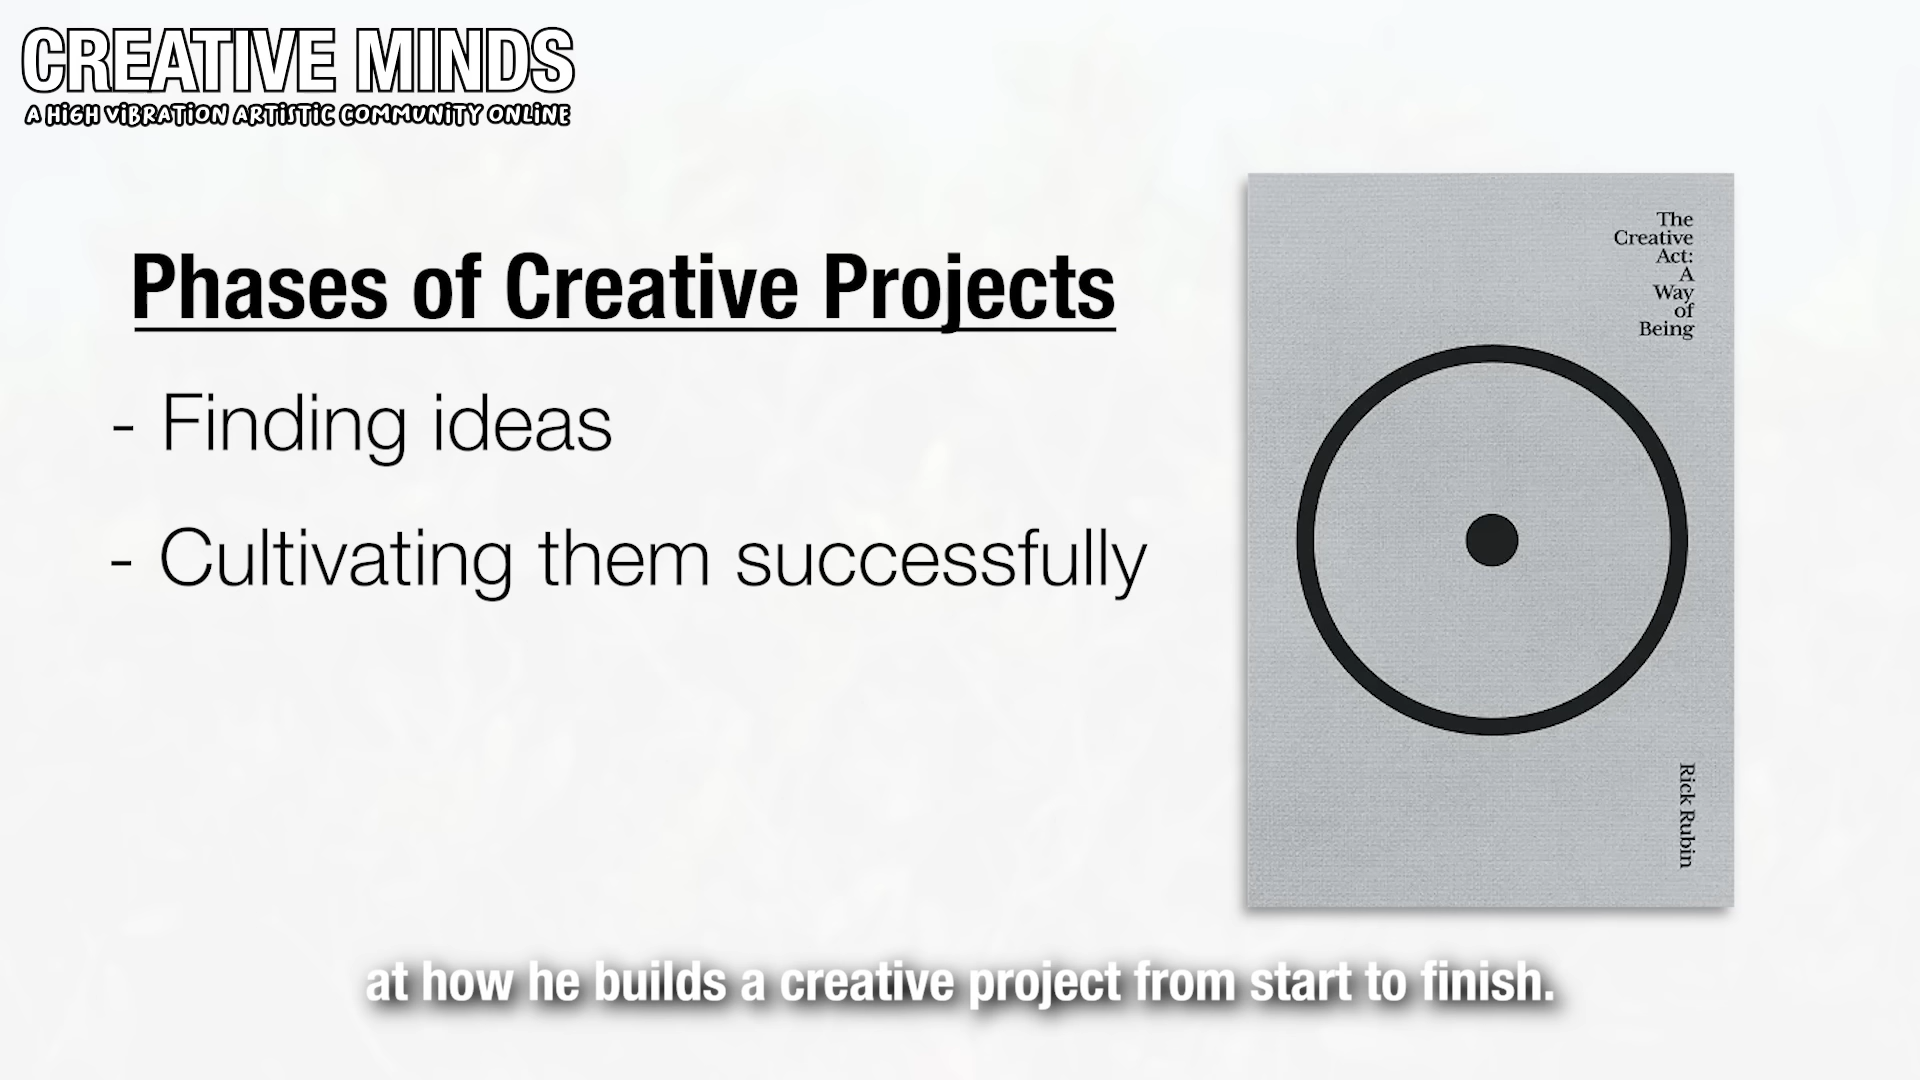 CREATIVE MINDS
A HIGH VIBRATION ARTISTIC COMMUNITY ONLINE
Phases of Creative Projects
- Finding ideas
- Cultivating them successfully
The
Creative
Act:
A
Way
of
Being
Rick Rubin
at how he builds a creative project from start to finish.